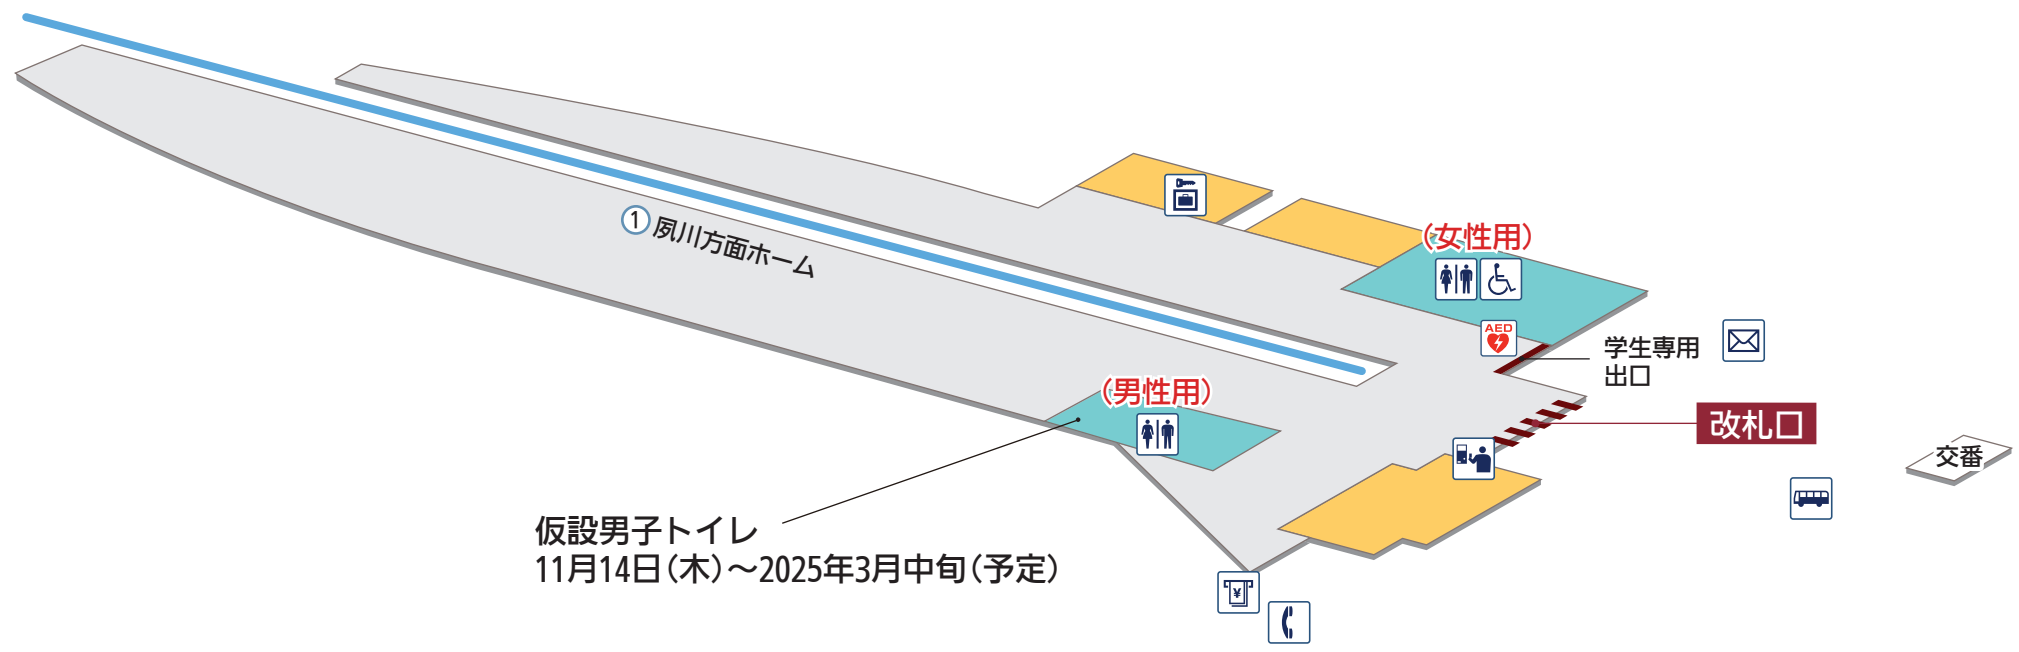 ① 夙川方面ホーム
(女性用)
AED
学生専用
出口
(男性用)
改札口
交番
仮設男子トイレ
11月14日(木)～2025年3月中旬(予定)
¥